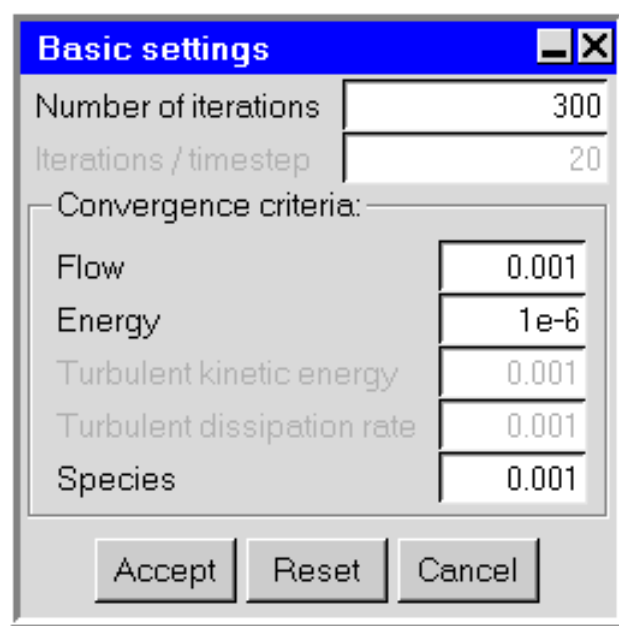 Basic settings
Number of iterations 300
Iterations / timestep 20
Convergence criteria:
Flow 0.001
Energy 1e-6
Turbulent kinetic energy 0.001
Turbulent dissipation rate 0.001
Species 0.001
Accept Reset Cancel